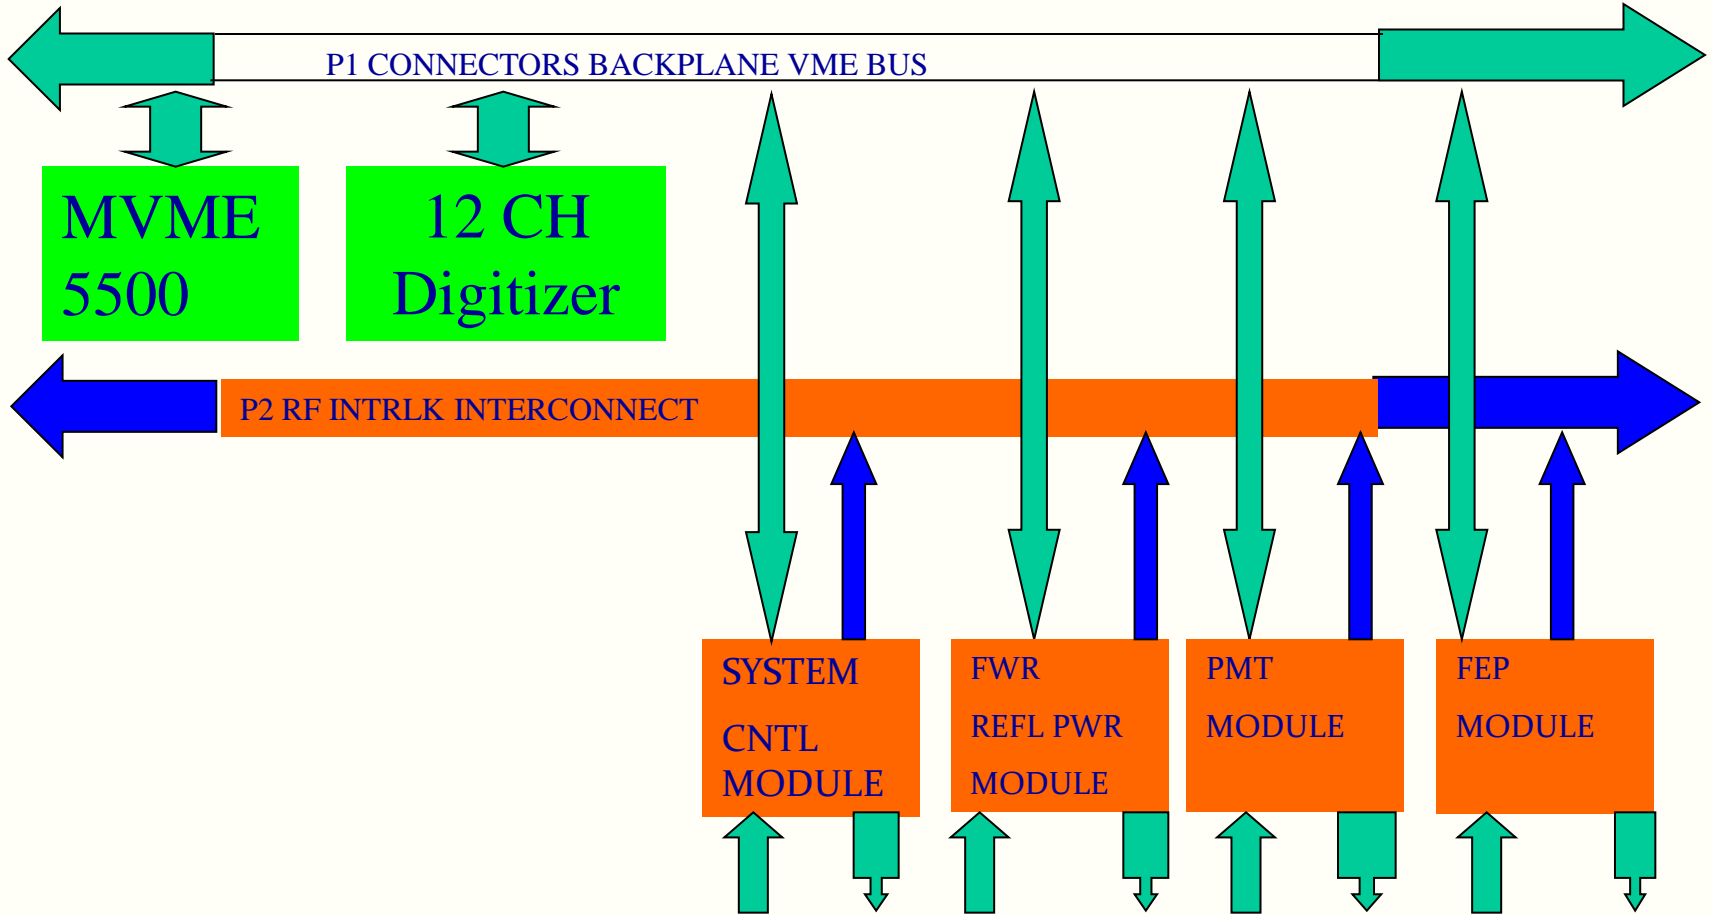 P1 CONNECTORS BACKPLANE VME BUS
MVME
5500
12 CH
Digitizer
P2 RF INTRLK INTERCONNECT
SYSTEM
CNTL
MODULE
FWR
REFL PWR
MODULE
PMT
MODULE
FEP
MODULE